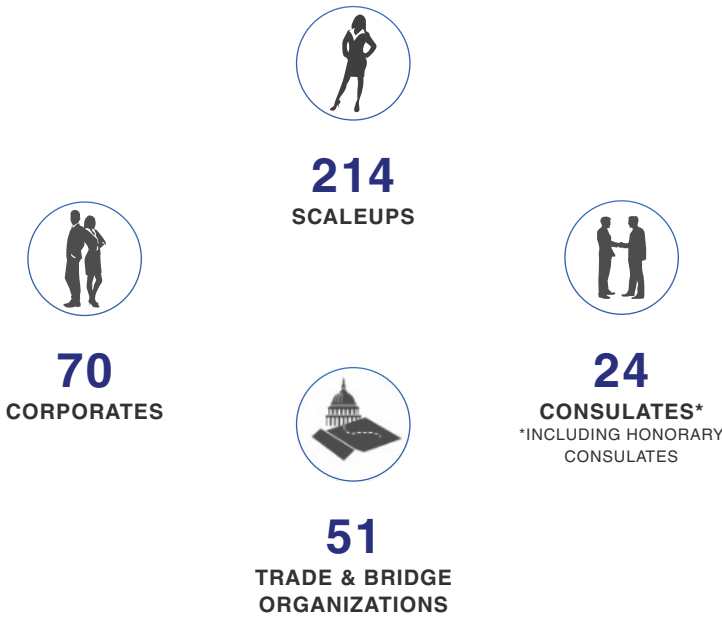 214
SCALEUPS
70
CORPORATES
24
CONSULATES*
*INCLUDING HONORARY
CONSULATES
51
TRADE & BRIDGE
ORGANIZATIONS